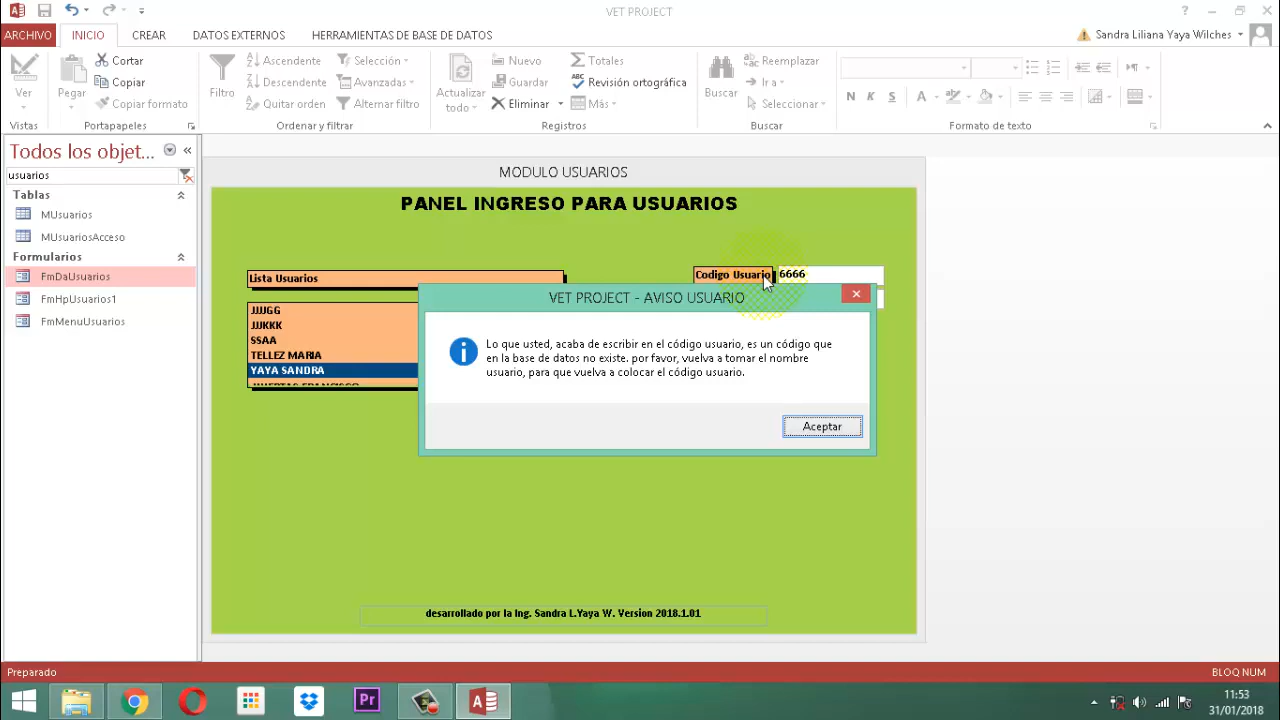 VET PROJECT
?
ARCHIVO INICIO CREAR DATOS EXTERNOS HERRAMIENTAS DE BASE DE DATOS
Sandra Liliana Yaya Wilches
Ver
Pegar
Cortar
Copiar
Copiar formato
Filtro
Ascendente
Descendente
Quitar orden
Selección
Avanzadas
Alternar filtro
Actualizar
todo
Nuevo
Guardar
Eliminar
Totales
Revisión ortográfica
Más
Buscar
Reemplazar
Ir a
Selección
N K S A
Vistas Portapapeles Ordenar y filtrar Registros Buscar Formato de texto
Todos los objet...
usuarios
Tablas
MUsuarios
MUsuariosAcceso
Formularios
FmDaUsuarios
FmHpUsuarios1
FmMenuUsuarios
MODULO USUARIOS
PANEL INGRESO PARA USUARIOS
Lista Usuarios
Codigo Usuario 6666
JJJJGG
JJJKKK
SSAA
TELLEZ MARIA
YAYA SANDRA
VET PROJECT - AVISO USUARIO
Lo que usted, acaba de escribir en el código usuario, es un código que
en la base de datos no existe. por favor, vuelva a tomar el nombre
usuario, para que vuelva a colocar el código usuario.
Aceptar
desarrollado por la Ing. Sandra L.Yaya W. Version 2018.1.01
Preparado
BLOQ NUM
Pr
11:53
31/01/2018